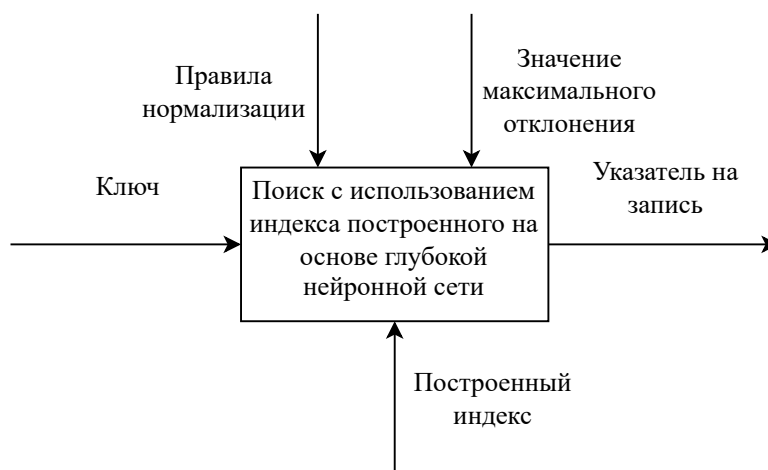 Правила
нормализации
Значение
максимального
отклонения
Ключ
Поиск с использованием
индекса построенного на
основе глубокой
нейронной сети
Указатель на
запись
Построенный
индекс